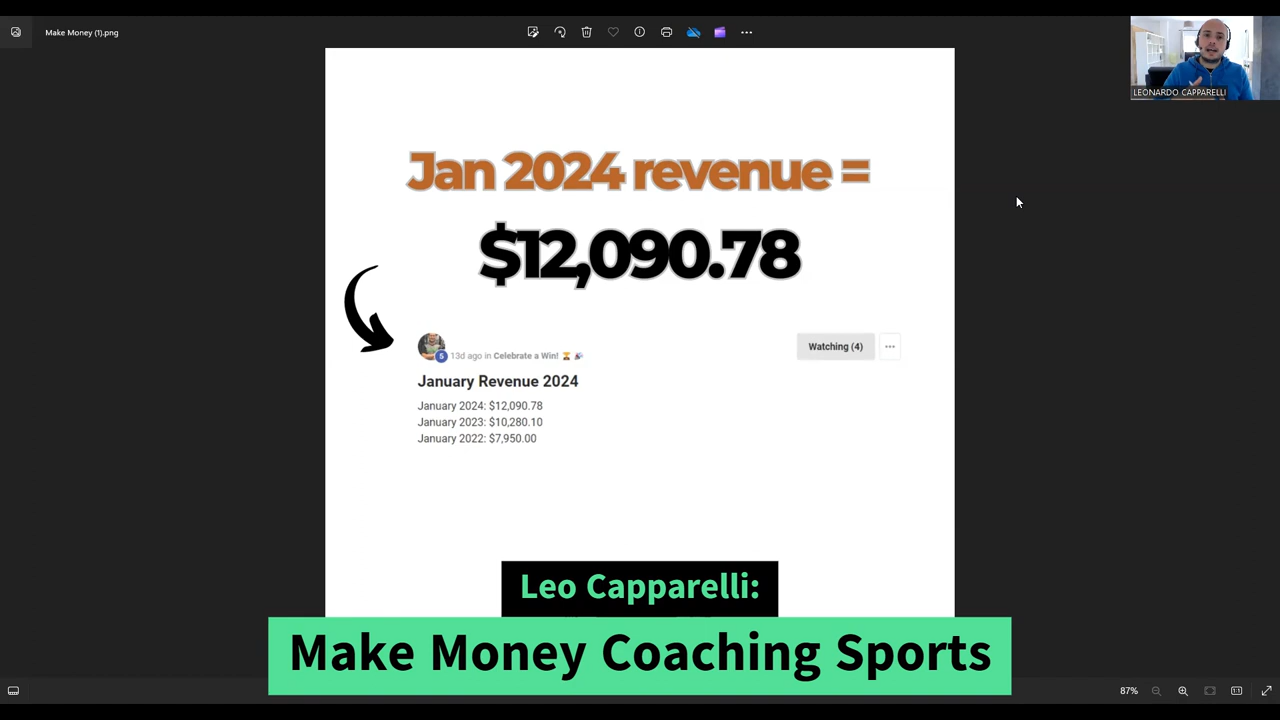 Make Money (1).png
LEONARDO CAPPARELLI
Jan 2024 revenue =
$12,090.78
5
13d ago in Celebrate a Win! 🏆 🎉
Watching (4)
January Revenue 2024
January 2024: $12,090.78
January 2023: $10,280.10
January 2022: $7,950.00
Leo Capparelli:
Make Money Coaching Sports
87%